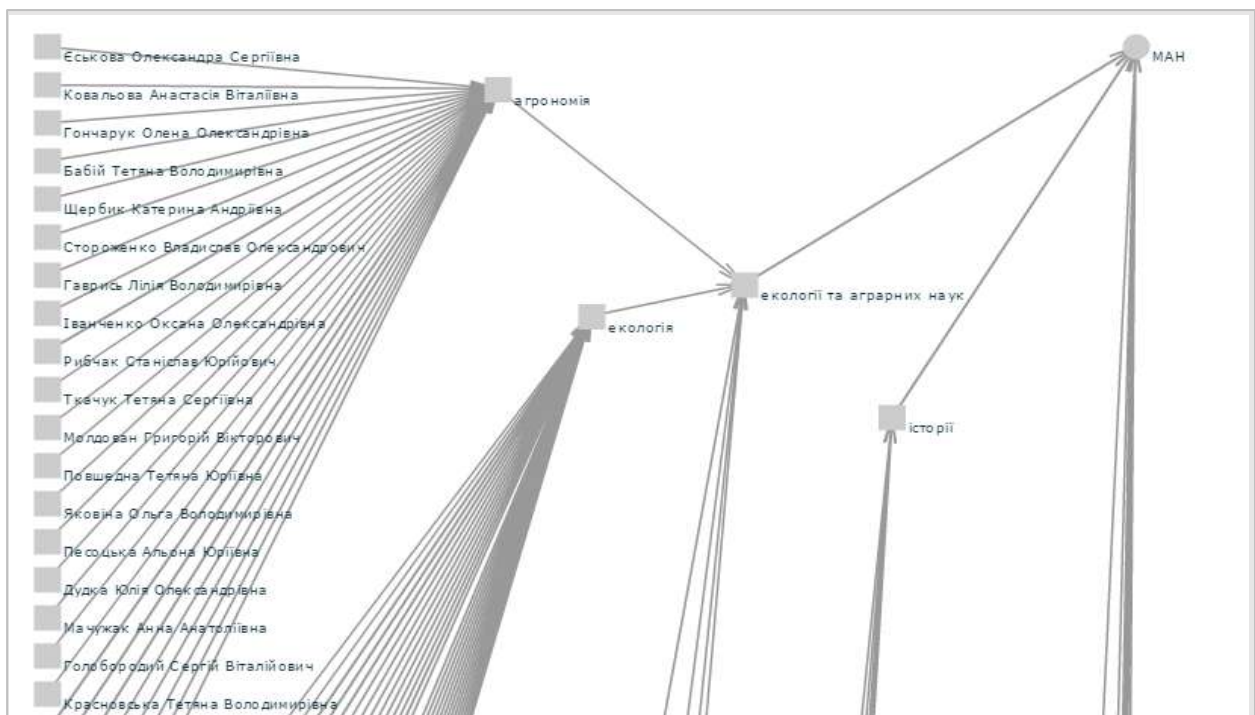 Єськова Олександра Сергіївна
МАН
Ковальова Анастасія Віталіївна
агрономія
Гончарук Олена Олександрівна
Бабій Тетяна Володимирівна
Щербик Катерина Андріївна
Стороженко Владислав Олександрович
Гаврись Лілія Володимирівна
екології та аграрних наук
Іванченко Оксана Олександрівна
екологія
Рибчак Станіслав Юрійович
Ткачук Тетяна Сергіївна
історії
Молдован Григорій Вікторович
Повшедна Тетяна Юріївна
Яковіна Ольга Володимирівна
Песоцька Альона Юріївна
Дудка Юлія Олександрівна
Мачужак Анна Анатоліївна
Голобородий Сергій Віталійович
Красновська Тетяна Володимирівна